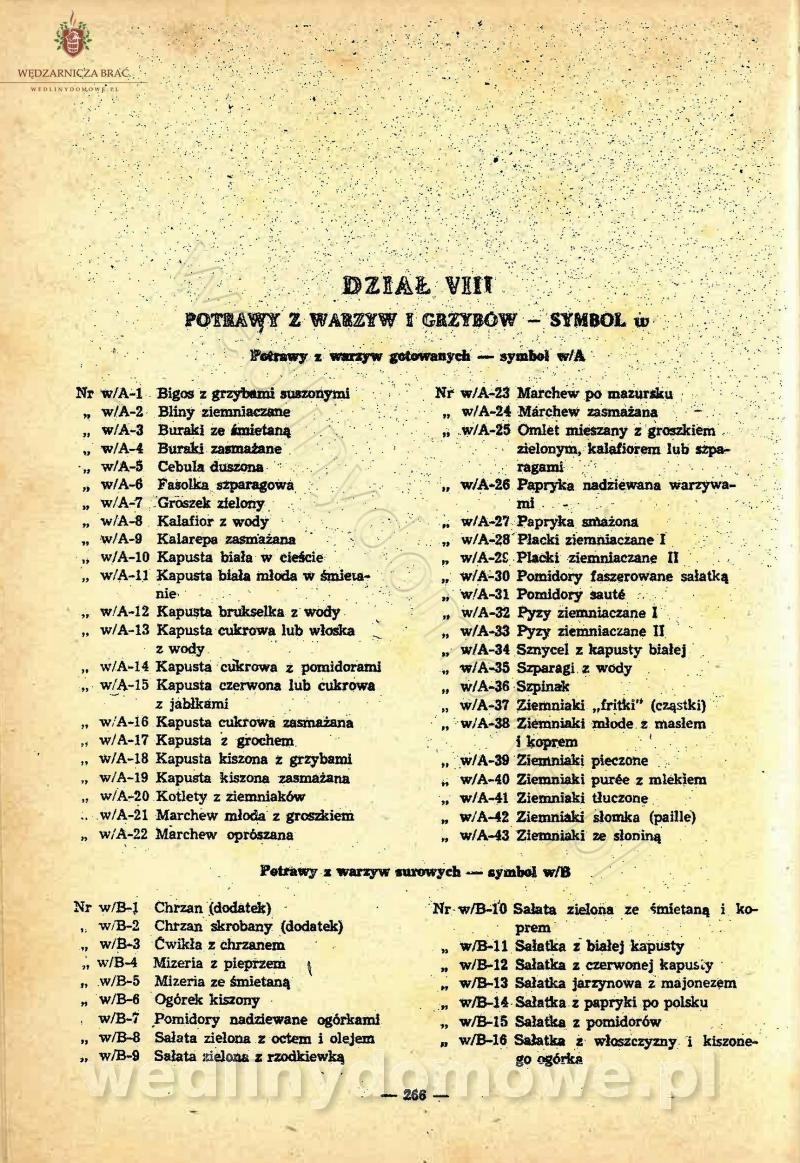 WĘDZARNICZA BRAĆ
WEDLINYDOMOWE.PL
DZIAŁ VIII
POTRAWY Z WARZYW I GRZYBÓW — SYMBOL w
Potrawy z warzyw gotowanych — symbol w/A
Nr w/A-1 Bigos z grzybami suszonymi
„ w/A-2 Bliny ziemniaczane
„ w/A-3 Buraki ze śmietaną
„ w/A-4 Buraki zasmażane
„ w/A-5 Cebula duszona
„ w/A-6 Fasolka szparagowa
„ w/A-7 Groszek zielony
„ w/A-8 Kalafior z wody
„ w/A-9 Kalarepa zasmażana
„ w/A-10 Kapusta biała w cieście
„ w/A-11 Kapusta biała młoda w śmieta-
nie
„ w/A-12 Kapusta brukselka z wody
„ w/A-13 Kapusta cukrowa lub włoska
z wody
„ w/A-14 Kapusta cukrowa z pomidorami
„ w/A-15 Kapusta czerwona lub cukrowa
z jabłkami
„ w/A-16 Kapusta cukrowa zasmażana
„ w/A-17 Kapusta z grochem
„ w/A-18 Kapusta kiszona z grzybami
„ w/A-19 Kapusta kiszona zasmażana
„ w/A-20 Kotlety z ziemniaków
„ w/A-21 Marchew młoda z groszkiem
„ w/A-22 Marchew oprószana
Nr w/A-23 Marchew po mazursku
„ w/A-24 Marchew zasmażana
„ w/A-25 Omlet mieszany z groszkiem
zielonym, kalafiorem lub szpa-
ragami
„ w/A-26 Papryka nadziewana warzywa-
mi
„ w/A-27 Papryka smażona
„ w/A-28 Placki ziemniaczane I
„ w/A-29 Placki ziemniaczane II
„ w/A-30 Pomidory faszerowane sałatką
„ w/A-31 Pomidory sauté
„ w/A-32 Pyzy ziemniaczane I
„ w/A-33 Pyzy ziemniaczane II
„ w/A-34 Sznycel z kapusty białej
„ w/A-35 Szparagi z wody
„ w/A-36 Szpinak
„ w/A-37 Ziemniaki „fritki" (cząstki)
„ w/A-38 Ziemniaki młode z masłem
i koprem
„ w/A-39 Ziemniaki pieczone
„ w/A-40 Ziemniaki purée z mlekiem
„ w/A-41 Ziemniaki tłuczone
„ w/A-42 Ziemniaki słomka (paille)
„ w/A-43 Ziemniaki ze słoniną
Potrawy z warzyw surowych — symbol w/B
Nr w/B-1 Chrzan (dodatek)
„ w/B-2 Chrzan skrobany (dodatek)
„ w/B-3 Ćwikła z chrzanem
„ w/B-4 Mizeria z pieprzem
„ w/B-5 Mizeria ze śmietaną
„ w/B-6 Ogórek kiszony
w/B-7 Pomidory nadziewane ogórkami
„ w/B-8 Sałata zielona z octem i olejem
„ w/B-9 Sałata zielona z rzodkiewką
Nr w/B-10 Sałata zielona ze śmietaną i ko-
prem
„ w/B-11 Sałatka z białej kapusty
„ w/B-12 Sałatka z czerwonej kapusty
„ w/B-13 Sałatka jarzynowa z majonezem
„ w/B-14 Sałatka z papryki po polsku
„ w/B-15 Sałatka z pomidorów
„ w/B-16 Sałatka z włoszczyzny i kiszone-
go ogórka
wedlinydomowe.pl
— 266 —